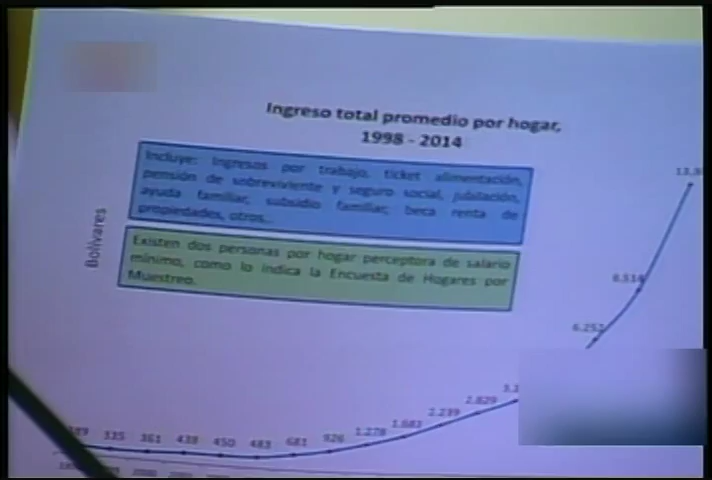 Ingreso total promedio por hogar,
1998 - 2014
Incluye: Ingresos por trabajo, ticket alimentación,
pensión de sobreviviente y seguro social, jubilación,
ayuda familiar, subsidio familiar, beca renta de
propiedades, otros...
Existen dos personas por hogar perceptora de salario
mínimo, como lo indica la Encuesta de Hogares por
Muestreo.
Bolívares
335 361 438 450 483 681 926 1.278 1.683 2.239 2.829
6.252